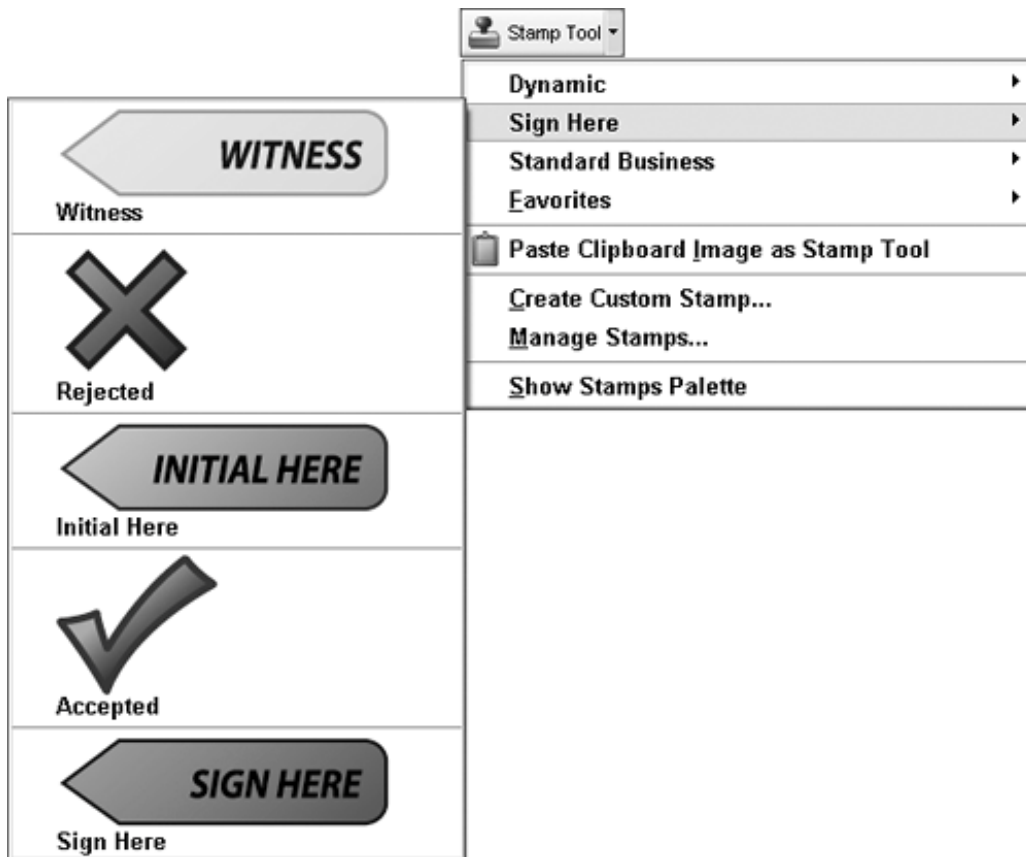 Stamp Tool
Dynamic
Sign Here
Standard Business
Favorites
Paste Clipboard Image as Stamp Tool
Create Custom Stamp...
Manage Stamps...
Show Stamps Palette
WITNESS
Witness
Rejected
INITIAL HERE
Initial Here
Accepted
SIGN HERE
Sign Here